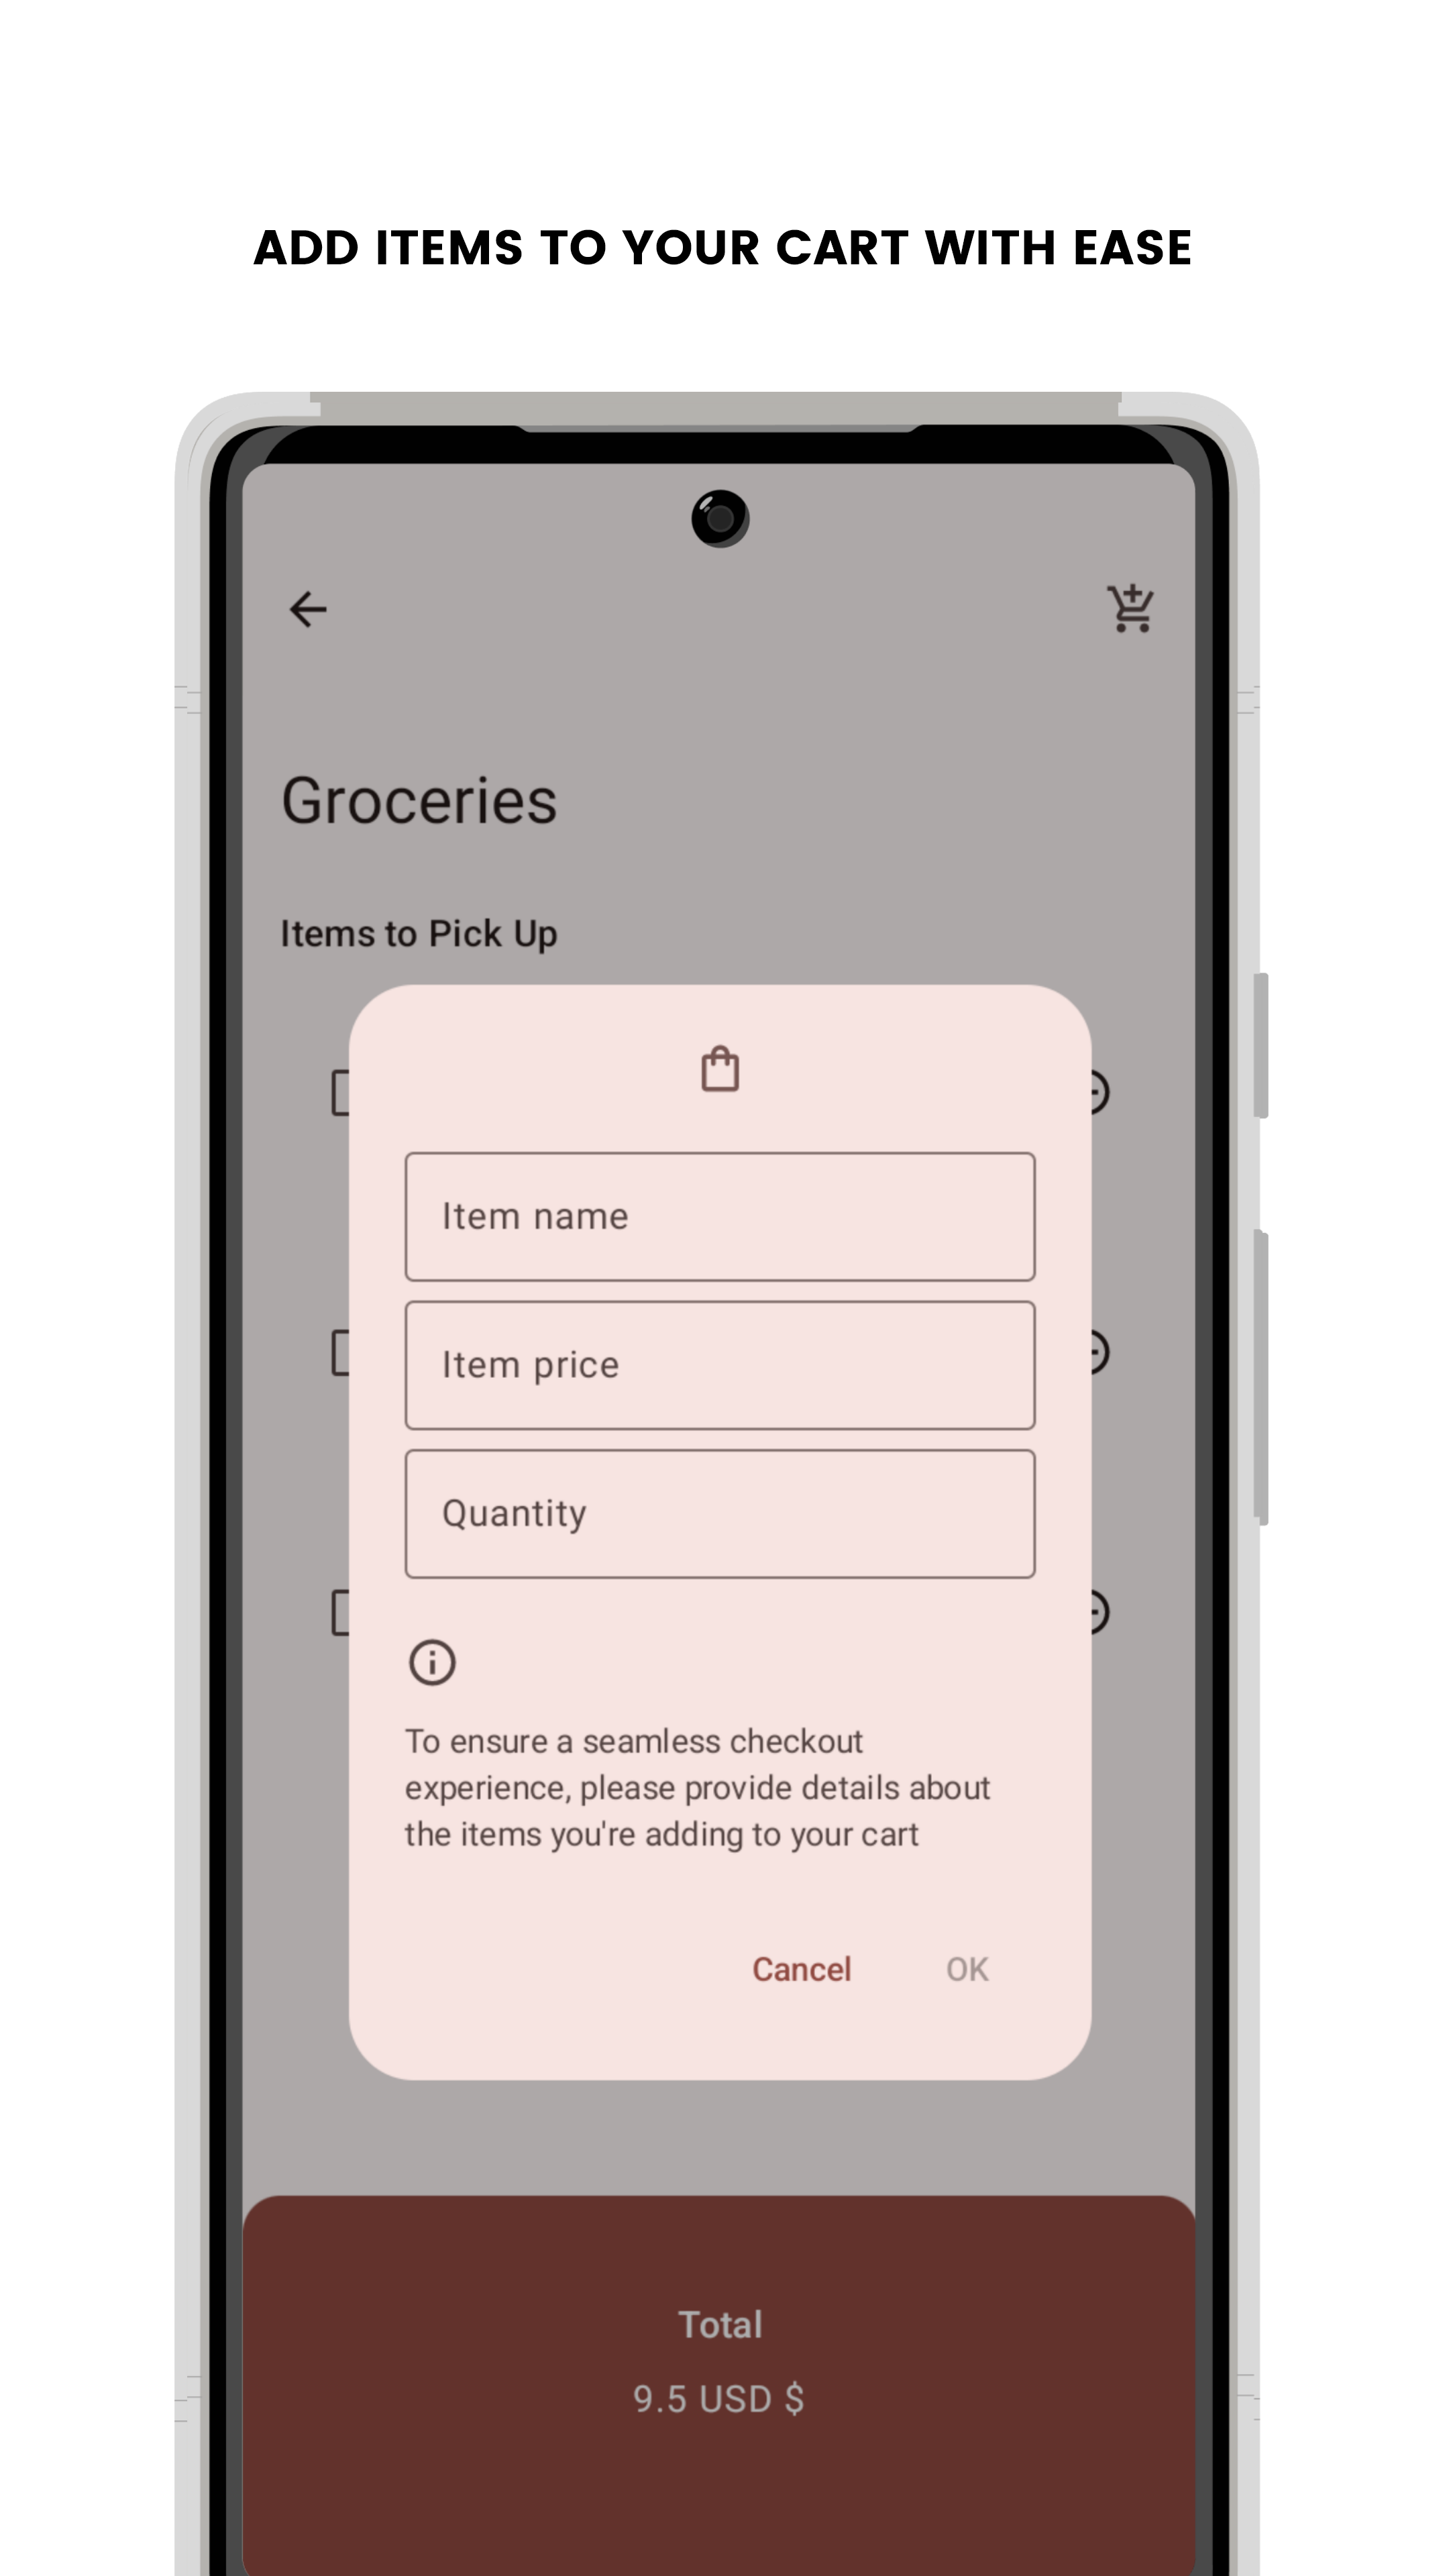 ADD ITEMS TO YOUR CART WITH EASE
Groceries
Items to Pick Up
Item name
Item price
Quantity
To ensure a seamless checkout
experience, please provide details about
the items you're adding to your cart
Cancel OK
Total
9.5 USD $